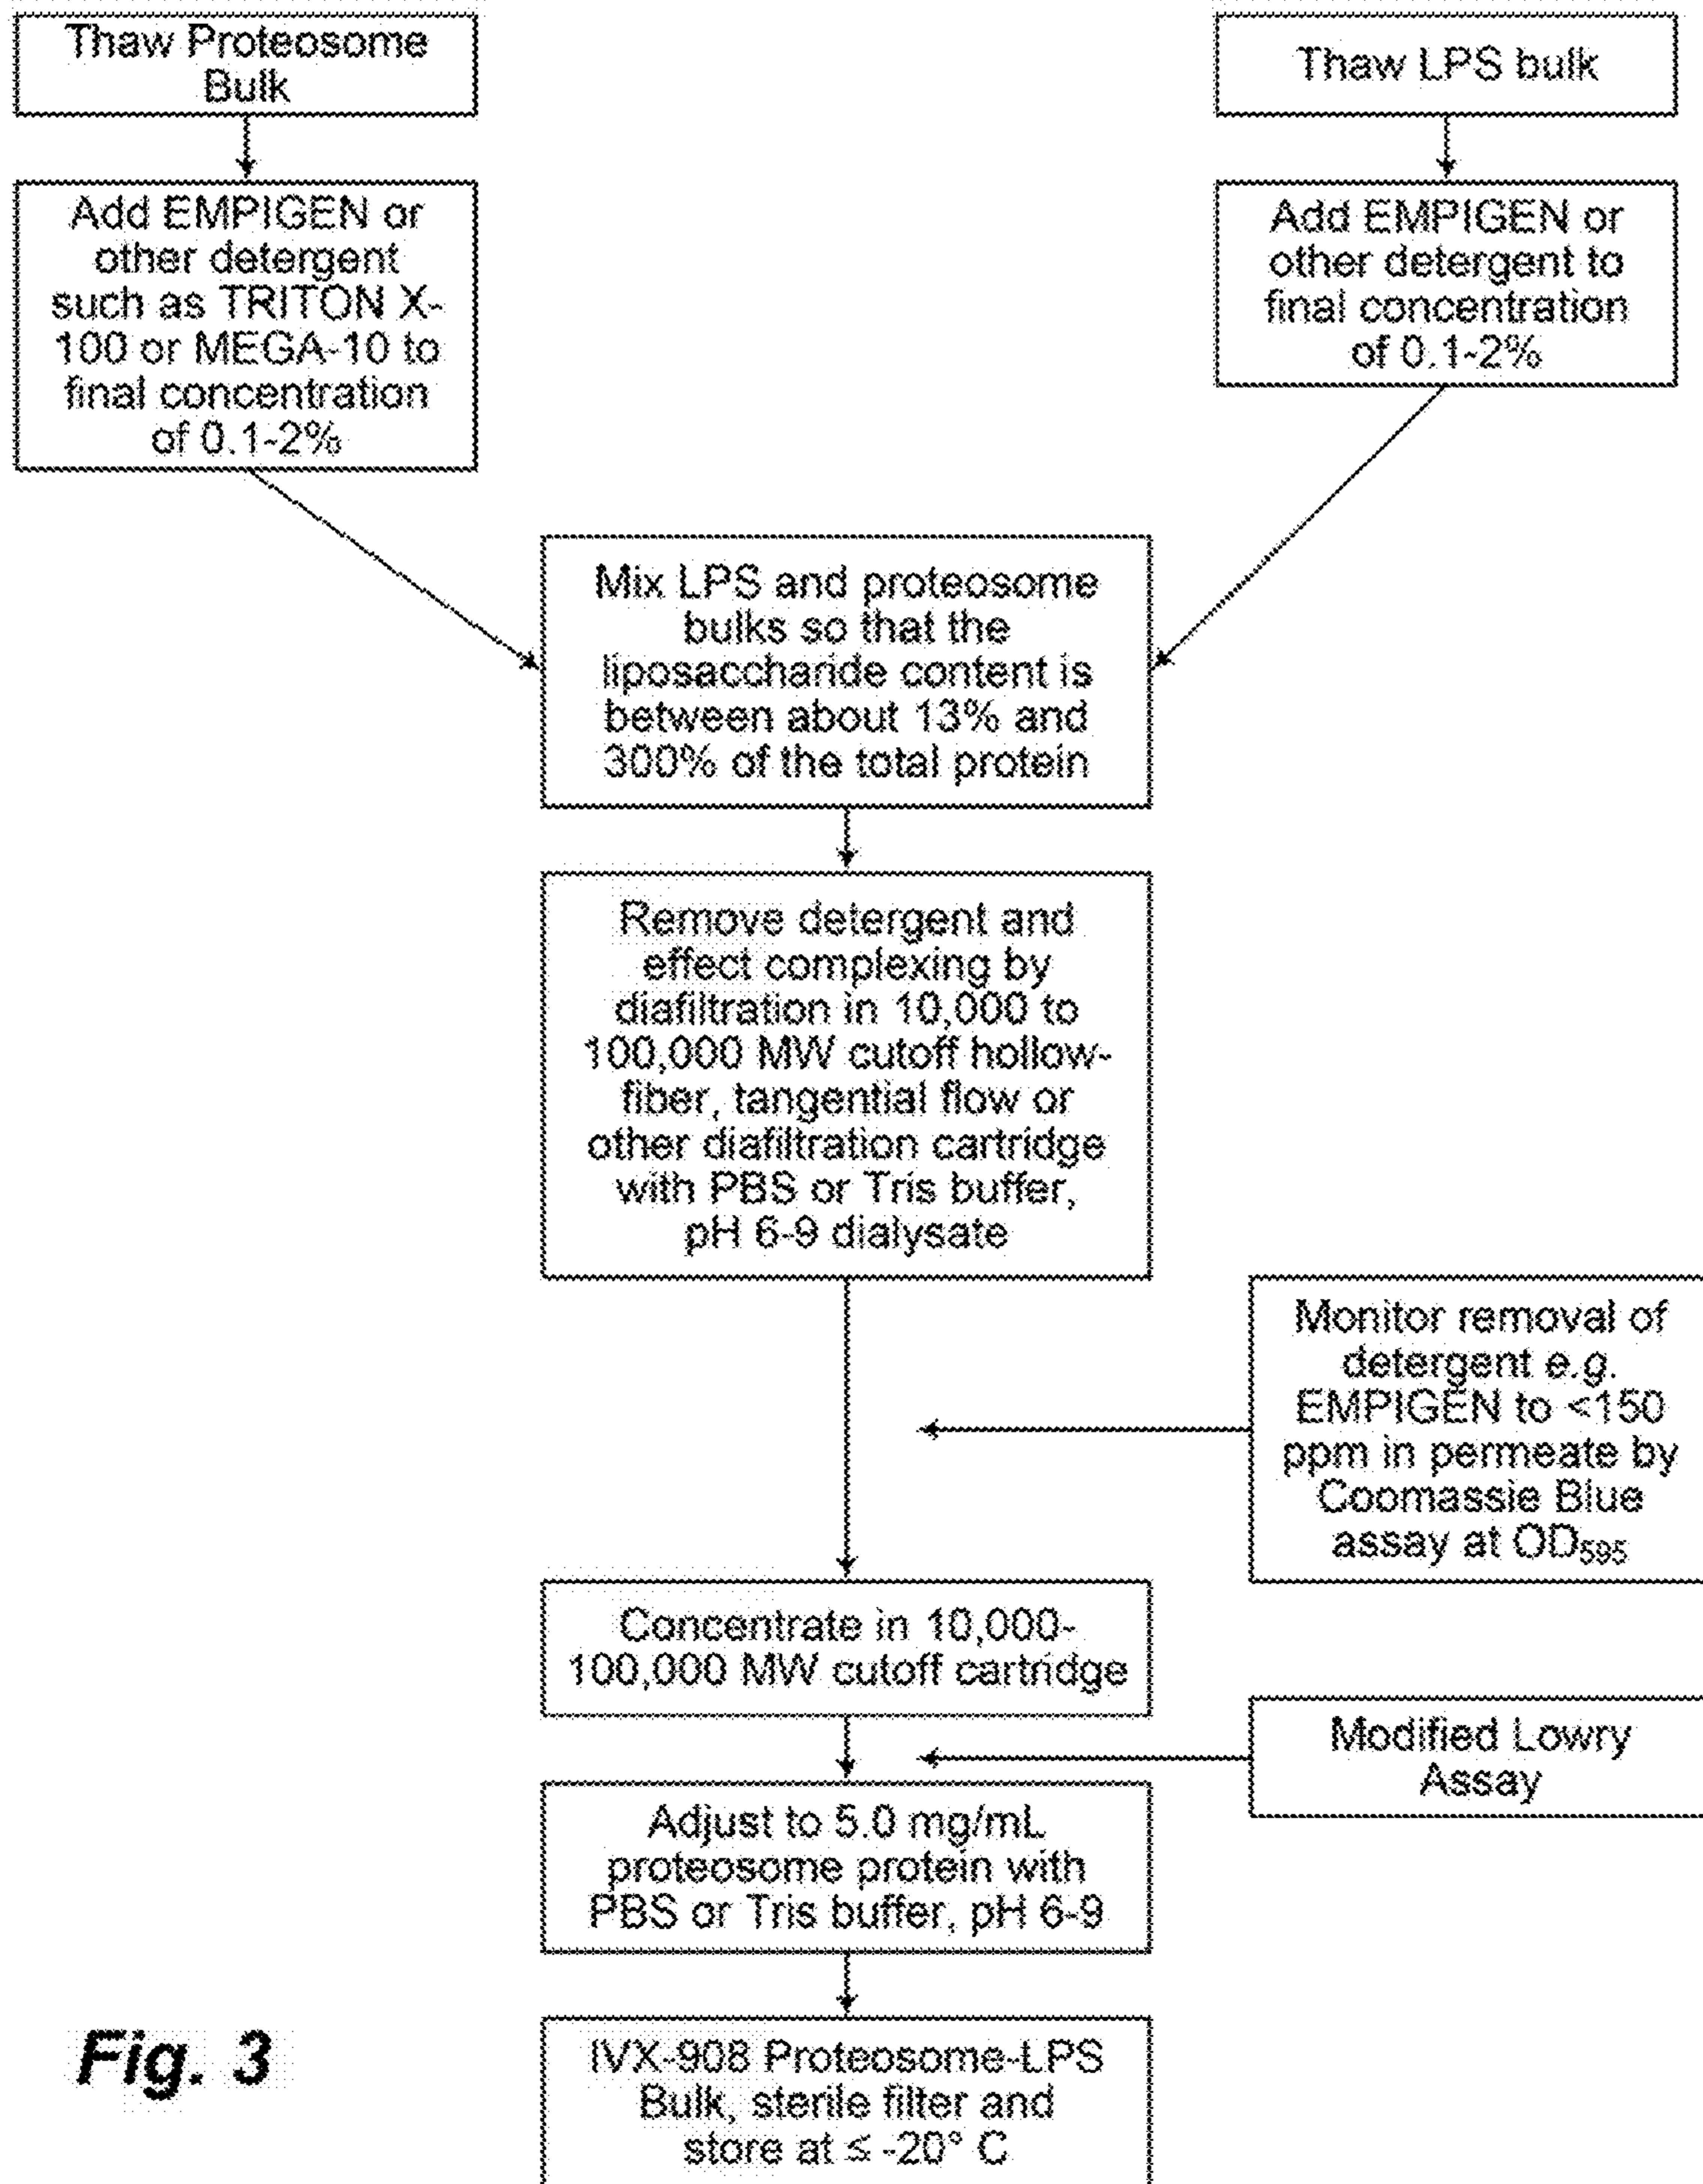 Thaw Proteosome
Bulk
Thaw LPS bulk
Add EMPIGEN or
other detergent
such as TRITON X-
100 or MEGA-10 to
final concentration
of 0.1-2%
Add EMPIGEN or
other detergent to
final concentration
of 0.1-2%
Mix LPS and proteosome
bulks so that the
liposaccharide content is
between about 13% and
300% of the total protein
Remove detergent and
effect complexing by
diafiltration in 10,000 to
100,000 MW cutoff hollow-
fiber, tangential flow or
other diafiltration cartridge
with PBS or Tris buffer,
pH 6-9 dialysate
Monitor removal of
detergent e.g.
EMPIGEN to <150
ppm in permeate by
Coomassie Blue
assay at OD595
Concentrate in 10,000-
100,000 MW cutoff cartridge
Modified Lowry
Assay
Adjust to 5.0 mg/mL
proteosome protein with
PBS or Tris buffer, pH 6-9
IVX-908 Proteosome-LPS
Bulk, sterile filter and
store at ≤ -20° C
Fig. 3